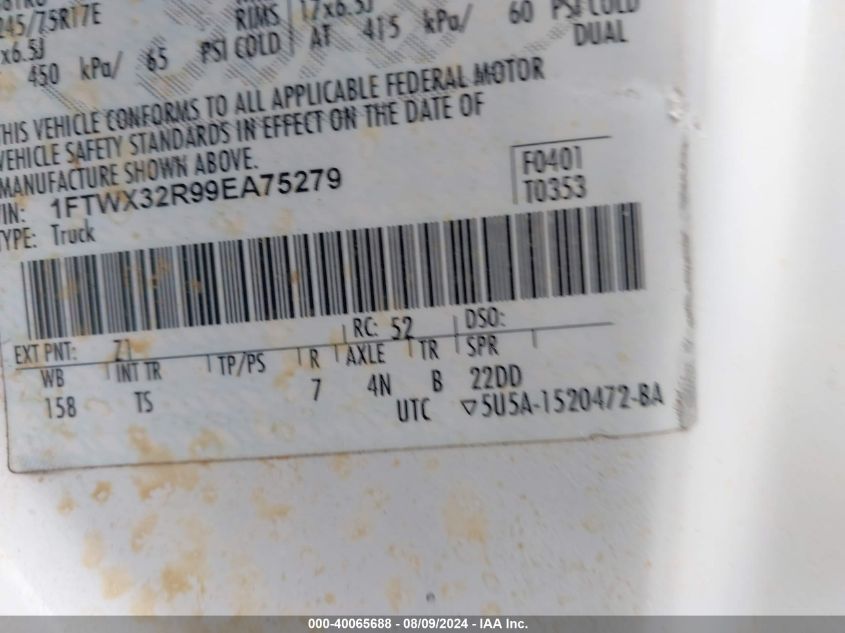 245/75R17E RIMS 17x6.5J
x6.5J AT 415 kPa/ 60 PSI COLD
450 kPa/ 65 PSI COLD DUAL
THIS VEHICLE CONFORMS TO ALL APPLICABLE FEDERAL MOTOR
VEHICLE SAFETY STANDARDS IN EFFECT ON THE DATE OF
MANUFACTURE SHOWN ABOVE.
VIN: 1FTWX32R99EA75279
F0401
T0353
TYPE: Truck
EXT PNT: Z1 RC: 52 DSO:
WB INT TR TP/PS R AXLE TR SPR
158 TS 7 4N B 22DD
UTC ▽5U5A-1520472-BA
000-40065688 - 08/09/2024 - IAA Inc.